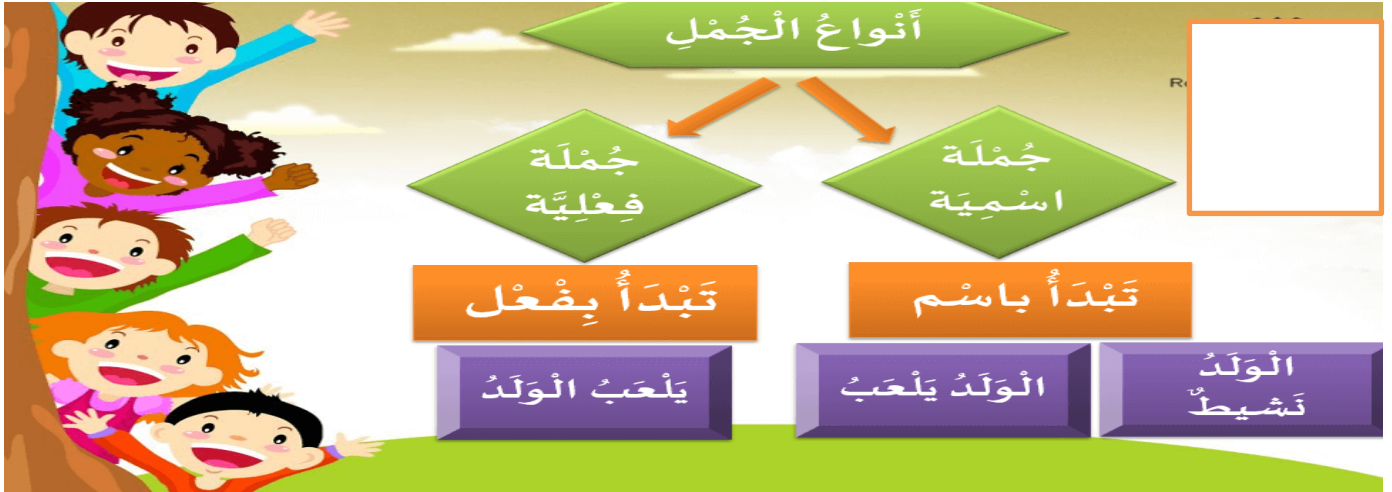 أَنْواعُ الْجُمْلِ
جُمْلَة
اسْمِيَة
جُمْلَة
فِعْلِيَّة
تَبْدَأُ باسْم
تَبْدَأُ بِفْعْل
الْوَلَدُ
نَشيطٌ
الْوَلَدُ يَلْعَبُ
يَلْعَبُ الْوَلَدُ